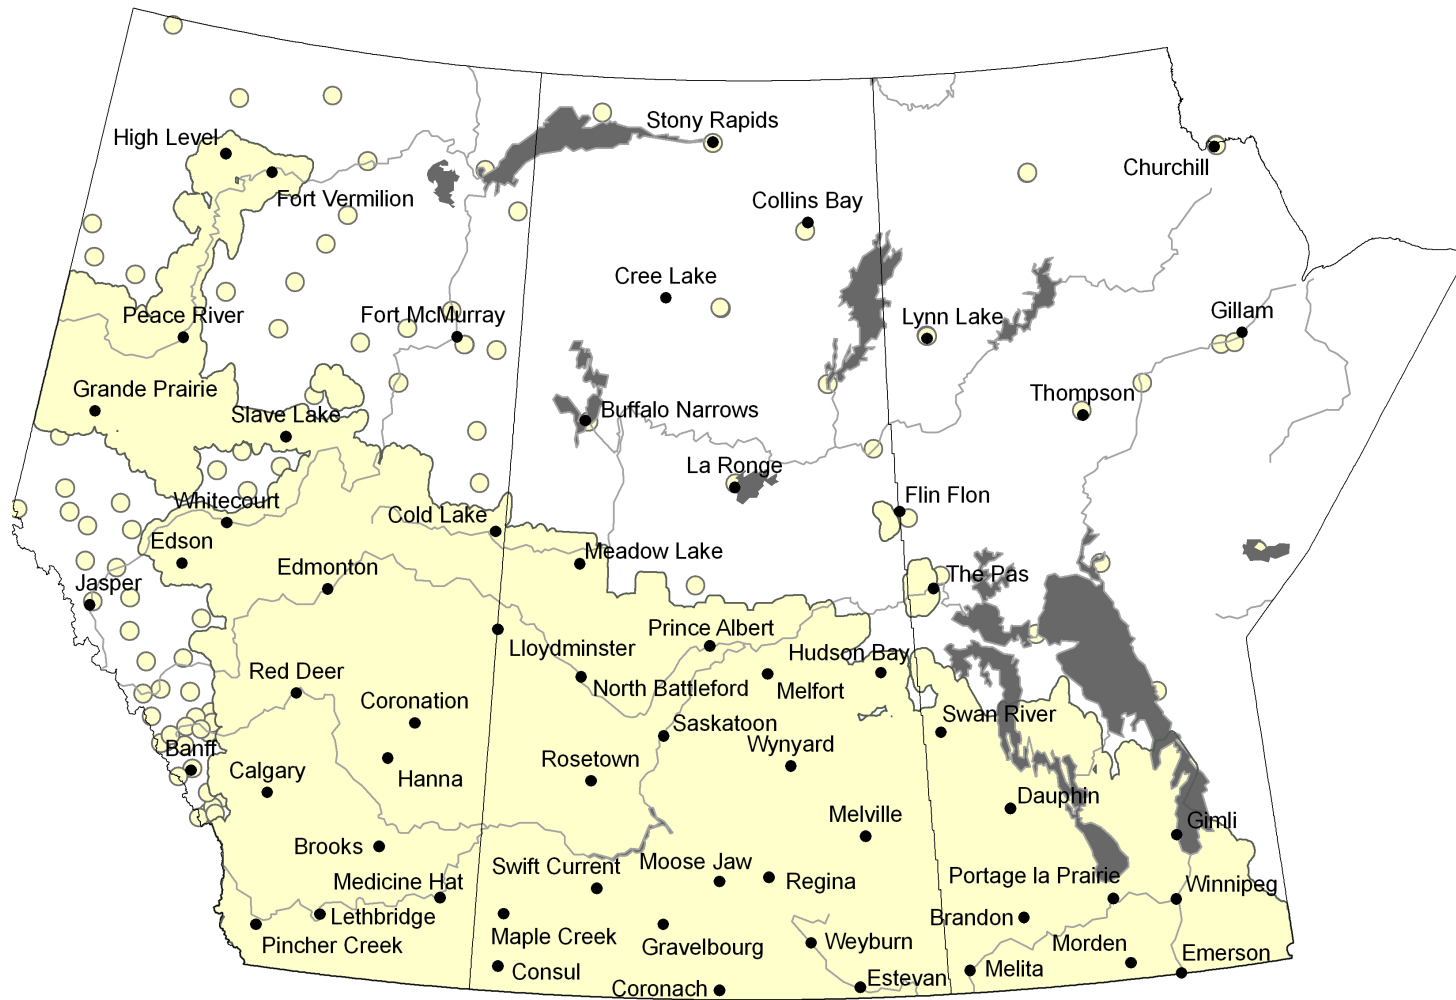 Stony Rapids
High Level
Churchill
Fort Vermilion
Collins Bay
Cree Lake
Peace River
Fort McMurray
Lynn Lake
Gillam
Grande Prairie
Thompson
Slave Lake
Buffalo Narrows
La Ronge
Whitecourt
Flin Flon
Cold Lake
Edson
Meadow Lake
Edmonton
The Pas
Jasper
Prince Albert
Lloydminster
Hudson Bay
Red Deer
North Battleford
Melfort
Coronation
Swan River
Saskatoon
Wynyard
Banff
Rosetown
Calgary
Hanna
Dauphin
Melville
Gimli
Brooks
Swift Current
Moose Jaw
Portage la Prairie
Medicine Hat
Regina
Winnipeg
Lethbridge
Brandon
Pincher Creek
Maple Creek
Gravelbourg
Weyburn
Morden
Emerson
Consul
Melita
Estevan
Coronach